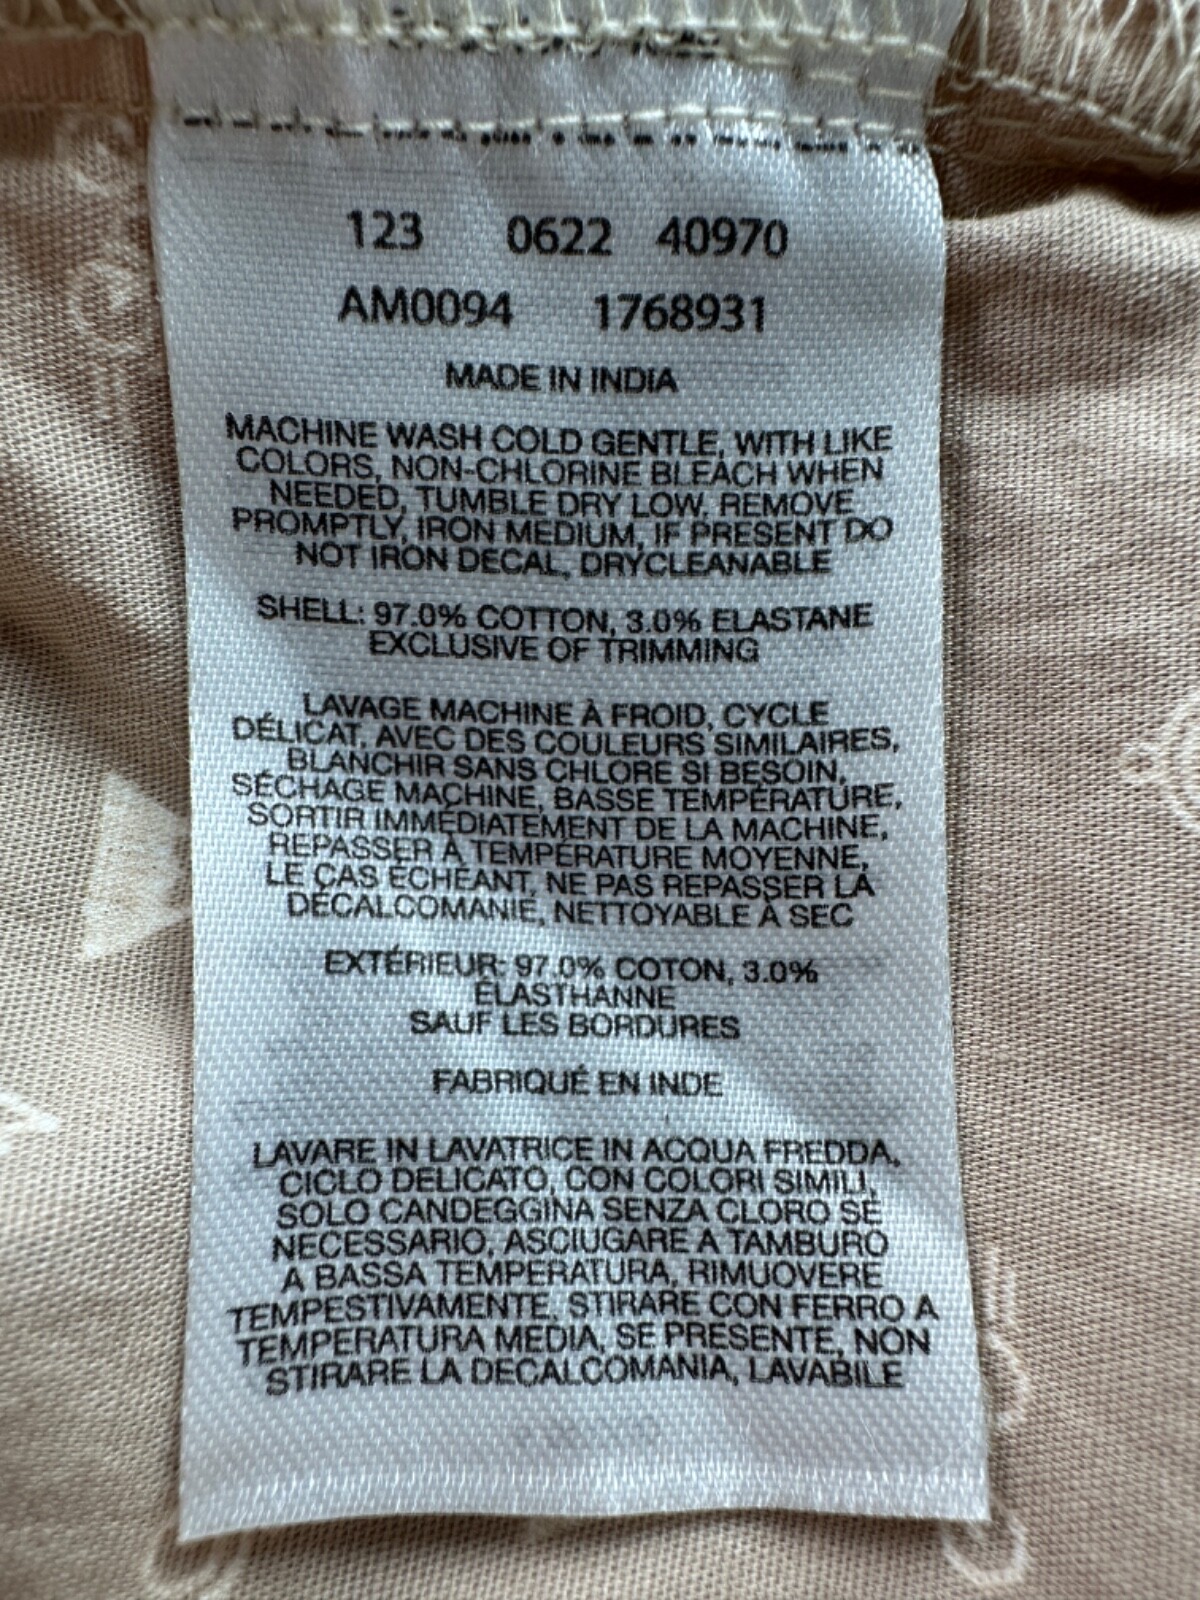 123 0622 40970
AM0094 1768931
MADE IN INDIA
MACHINE WASH COLD GENTLE, WITH LIKE
COLORS, NON-CHLORINE BLEACH WHEN
NEEDED, TUMBLE DRY LOW, REMOVE
PROMPTLY, IRON MEDIUM, IF PRESENT DO
NOT IRON DECAL, DRYCLEANABLE
SHELL: 97.0% COTTON, 3.0% ELASTANE
EXCLUSIVE OF TRIMMING
LAVAGE MACHINE À FROID, CYCLE
DÉLICAT, AVEC DES COULEURS SIMILAIRES,
BLANCHIR SANS CHLORE SI BESOIN,
SÉCHAGE MACHINE, BASSE TEMPÉRATURE,
SORTIR IMMÉDIATEMENT DE LA MACHINE,
REPASSER À TEMPÉRATURE MOYENNE,
LE CAS ÉCHÉANT, NE PAS REPASSER LA
DÉCALCOMANIE, NETTOYABLE À SEC
EXTÉRIEUR: 97.0% COTON, 3.0%
ÉLASTHANNE
SAUF LES BORDURES
FABRIQUÉ EN INDE
LAVARE IN LAVATRICE IN ACQUA FREDDA,
CICLO DELICATO, CON COLORI SIMILI,
SOLO CANDEGGINA SENZA CLORO SE
NECESSARIO, ASCIUGARE A TAMBURO
A BASSA TEMPERATURA, RIMUOVERE
TEMPESTIVAMENTE, STIRARE CON FERRO A
TEMPERATURA MEDIA, SE PRESENTE, NON
STIRARE LA DECALCOMANIA, LAVABILE